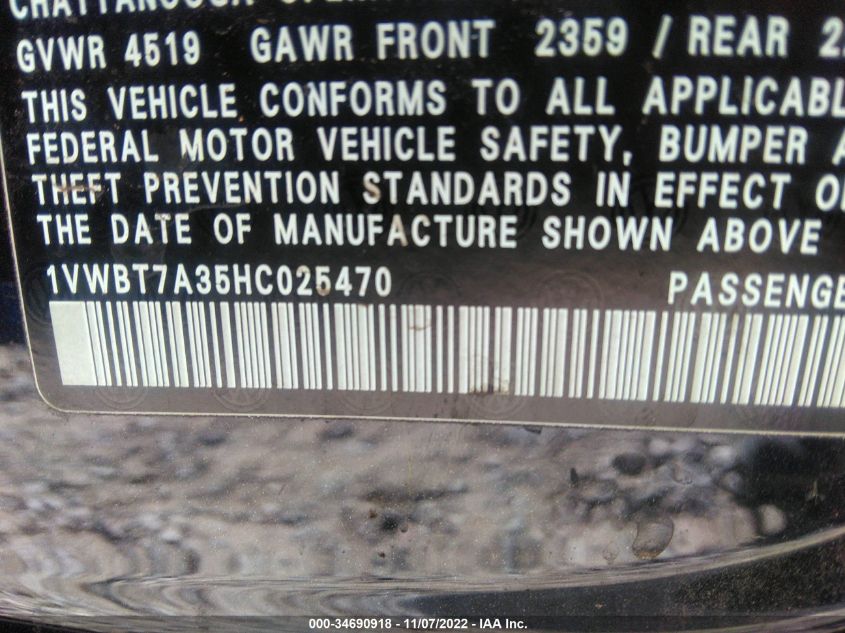 CHATTANOOGA
GVWR 4519 GAWR FRONT 2359 / REAR
THIS VEHICLE CONFORMS TO ALL APPLICABL
FEDERAL MOTOR VEHICLE SAFETY, BUMPER A
THEFT PREVENTION STANDARDS IN EFFECT O
THE DATE OF MANUFACTURE SHOWN ABOVE
1VWBT7A35HC025470 PASSENGE
000-34690918 - 11/07/2022 - IAA Inc.